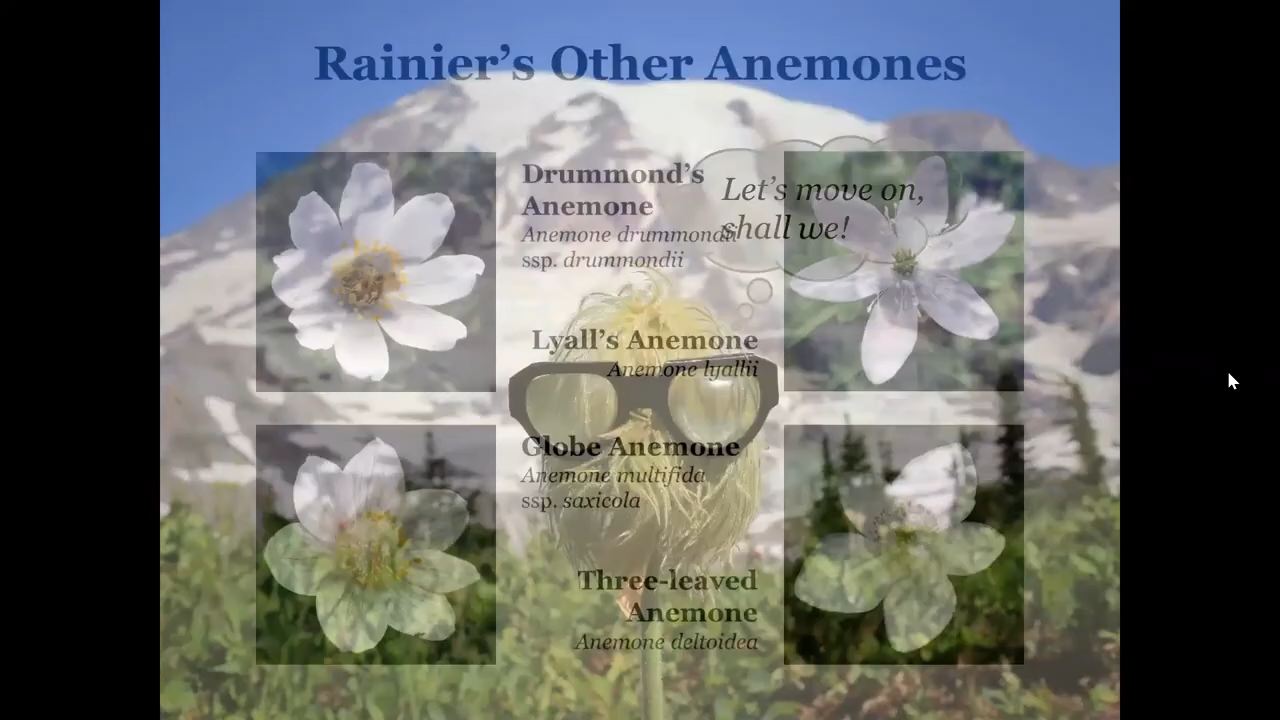 Rainier’s Other Anemones
Drummond’s
Anemone
Anemone drummondii
ssp. drummondii
Let’s move on,
shall we!
Lyall’s Anemone
Anemone lyallii
Globe Anemone
Anemone multifida
ssp. saxicola
Three-leaved
Anemone
Anemone deltoidea